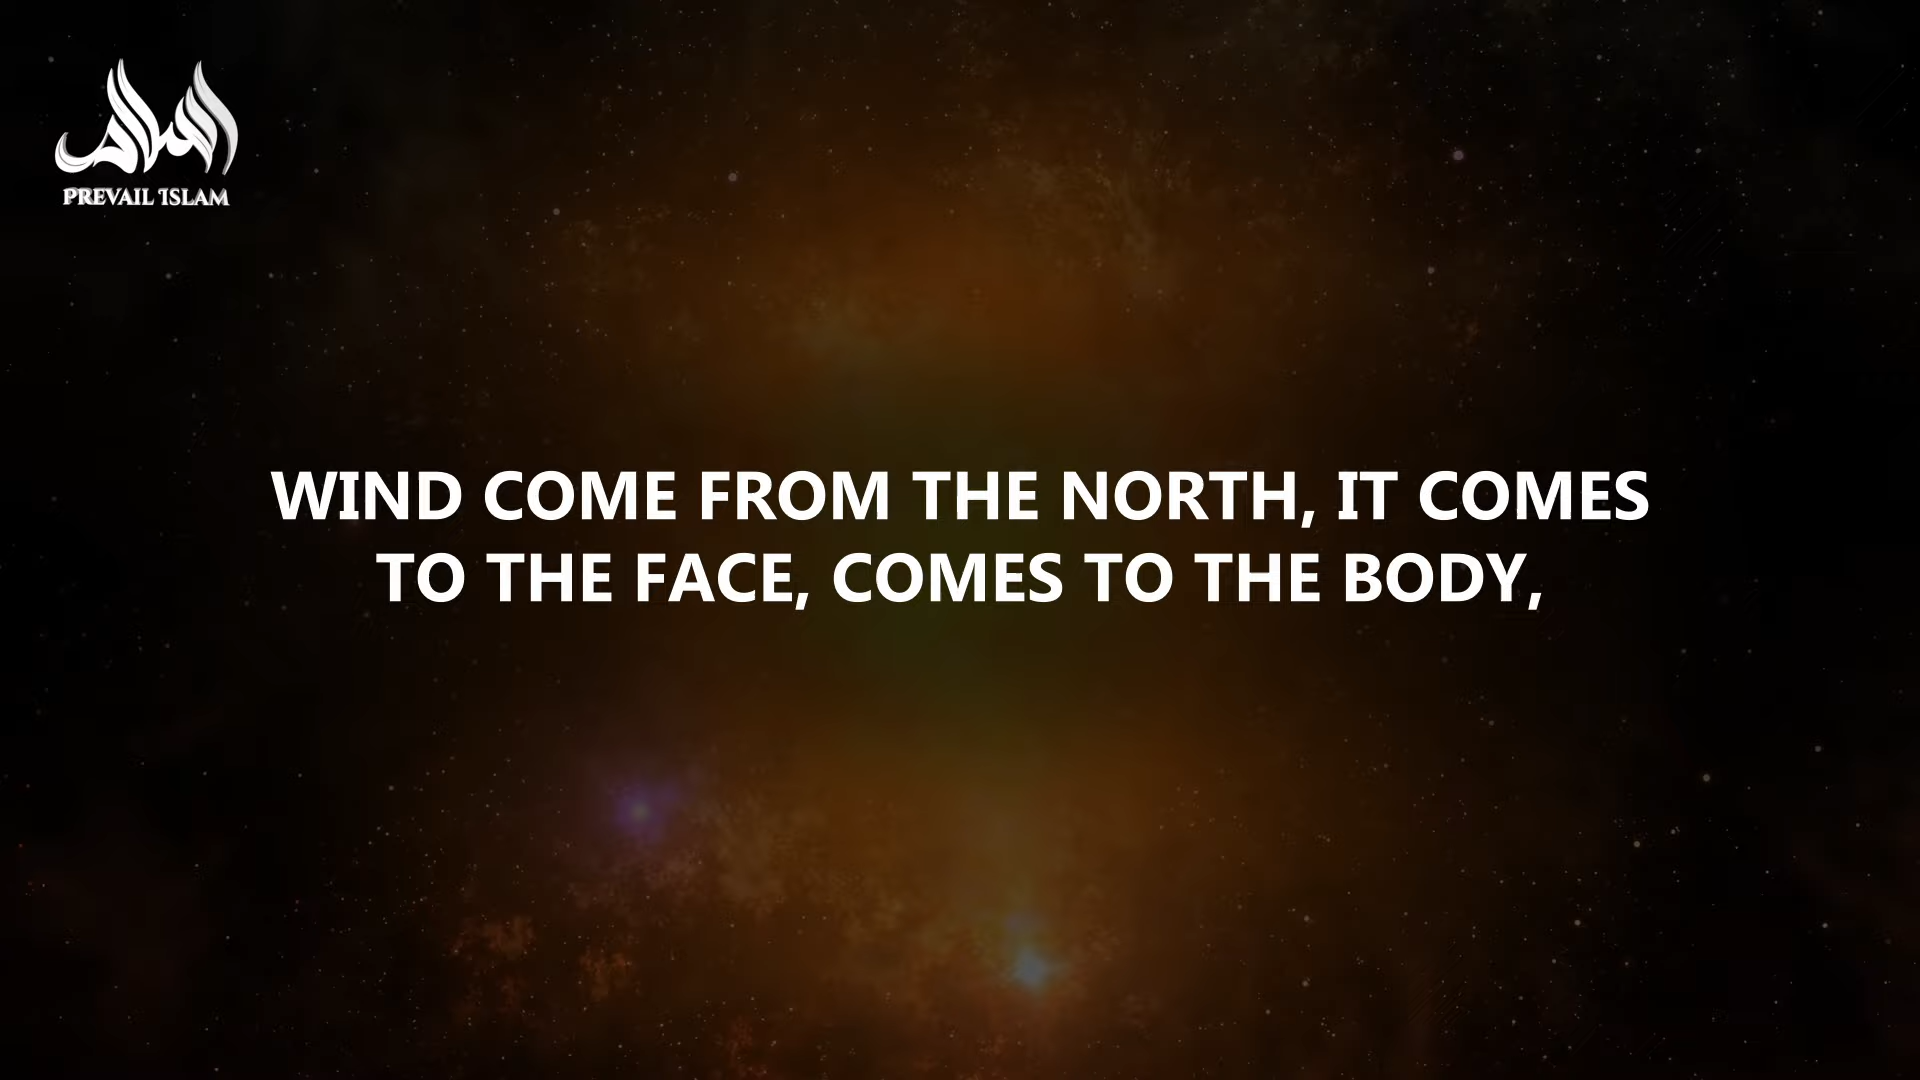 PREVAIL ISLAM
WIND COME FROM THE NORTH, IT COMES
TO THE FACE, COMES TO THE BODY,